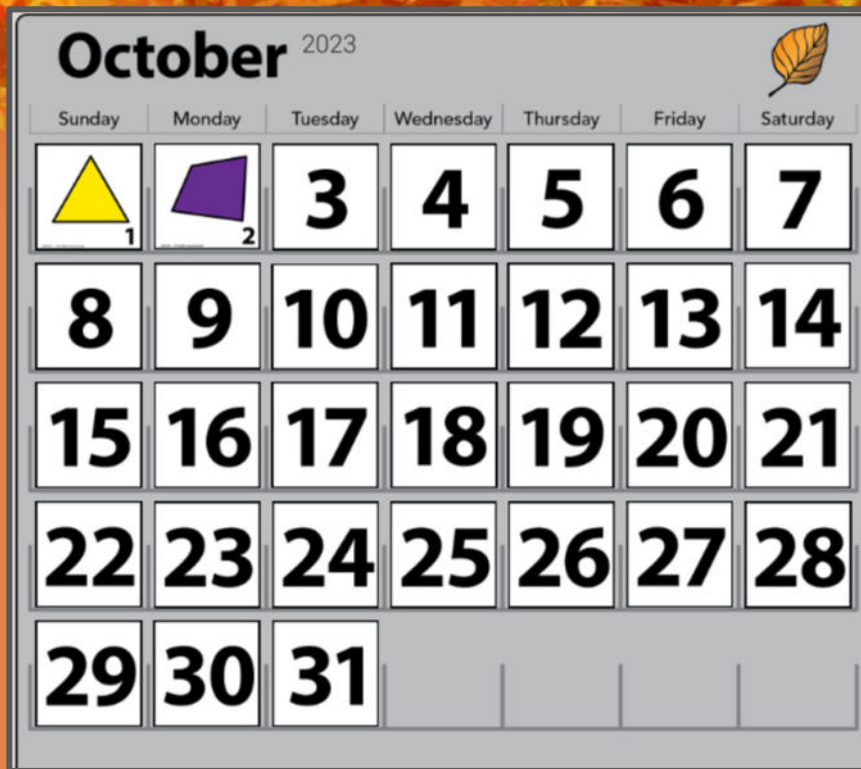 October 2023
Sunday Monday Tuesday Wednesday Thursday Friday Saturday
1 2 3 4 5 6 7
8 9 10 11 12 13 14
15 16 17 18 19 20 21
22 23 24 25 26 27 28
29 30 31